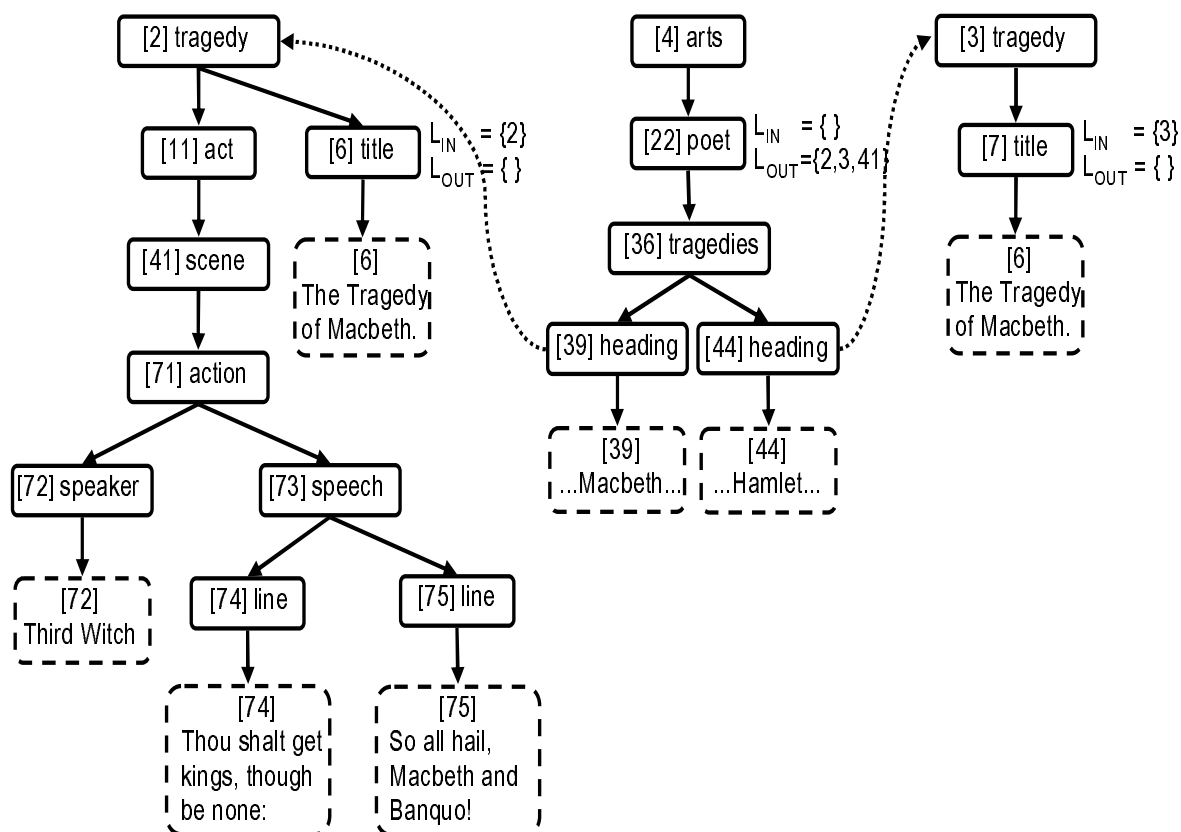 [2] tragedy
[4] arts
[3] tragedy
[11] act
[6] title
L_IN = {2}
L_OUT = { }
[22] poet
L_IN = { }
L_OUT={2,3,41}
[7] title
L_IN = {3}
L_OUT = { }
[41] scene
[6]
The Tragedy
of Macbeth.
[36] tragedies
[6]
The Tragedy
of Macbeth.
[71] action
[39] heading
[44] heading
[39]
...Macbeth...
[44]
...Hamlet...
[72] speaker
[73] speech
[72]
Third Witch
[74] line
[75] line
[74]
Thou shalt get
kings, though
be none:
[75]
So all hail,
Macbeth and
Banquo!